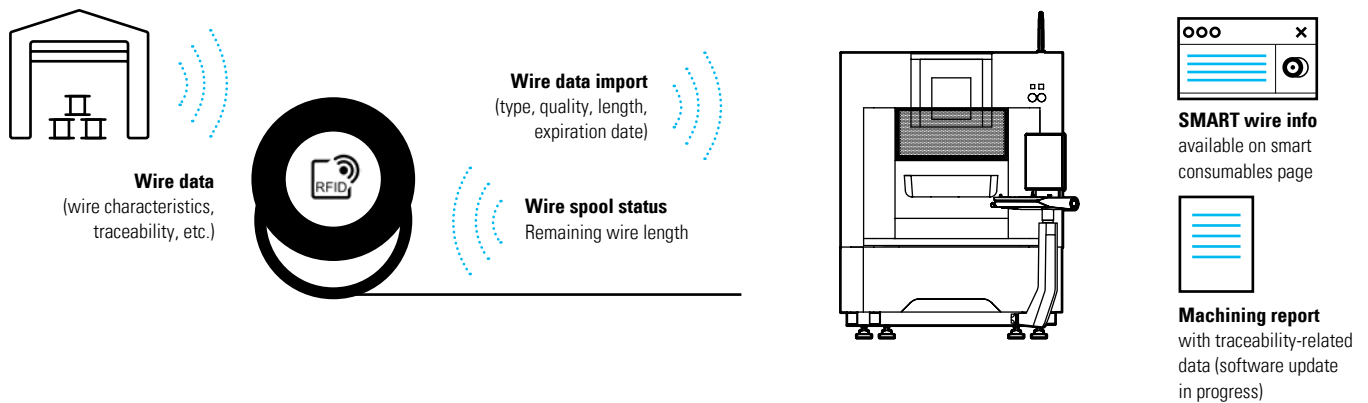 Wire data
(wire characteristics,
traceability, etc.)
RFID
Wire data import
(type, quality, length,
expiration date)
Wire spool status
Remaining wire length
SMART wire info
available on smart
consumables page
Machining report
with traceability-related
data (software update
in progress)